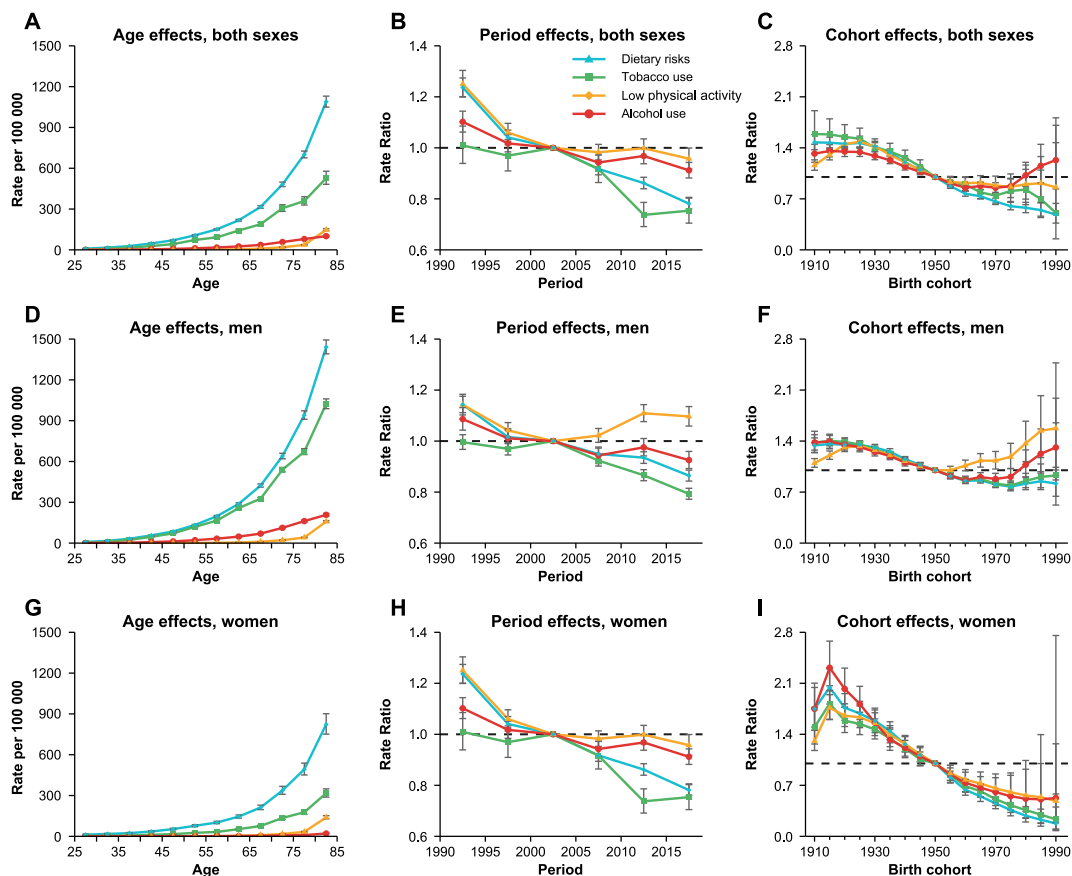 A
Age effects, both sexes
Rate per 100 000
1500
1200
900
600
300
0
25 35 45 55 65 75 85
Age
B
Period effects, both sexes
Rate Ratio
1.4
1.2
1.0
0.8
0.6
1990 1995 2000 2005 2010 2015
Period
Dietary risks
Tobacco use
Low physical activity
Alcohol use
C
Cohort effects, both sexes
Rate Ratio
2.8
2.1
1.4
0.7
0.0
1910 1930 1950 1970 1990
Birth cohort
D
Age effects, men
Rate per 100 000
1500
1200
900
600
300
0
25 35 45 55 65 75 85
Age
E
Period effects, men
Rate Ratio
1.4
1.2
1.0
0.8
0.6
1990 1995 2000 2005 2010 2015
Period
F
Cohort effects, men
Rate Ratio
2.8
2.1
1.4
0.7
0.0
1910 1930 1950 1970 1990
Birth cohort
G
Age effects, women
Rate per 100 000
1500
1200
900
600
300
0
25 35 45 55 65 75 85
Age
H
Period effects, women
Rate Ratio
1.4
1.2
1.0
0.8
0.6
1990 1995 2000 2005 2010 2015
Period
I
Cohort effects, women
Rate Ratio
2.8
2.1
1.4
0.7
0.0
1910 1930 1950 1970 1990
Birth cohort